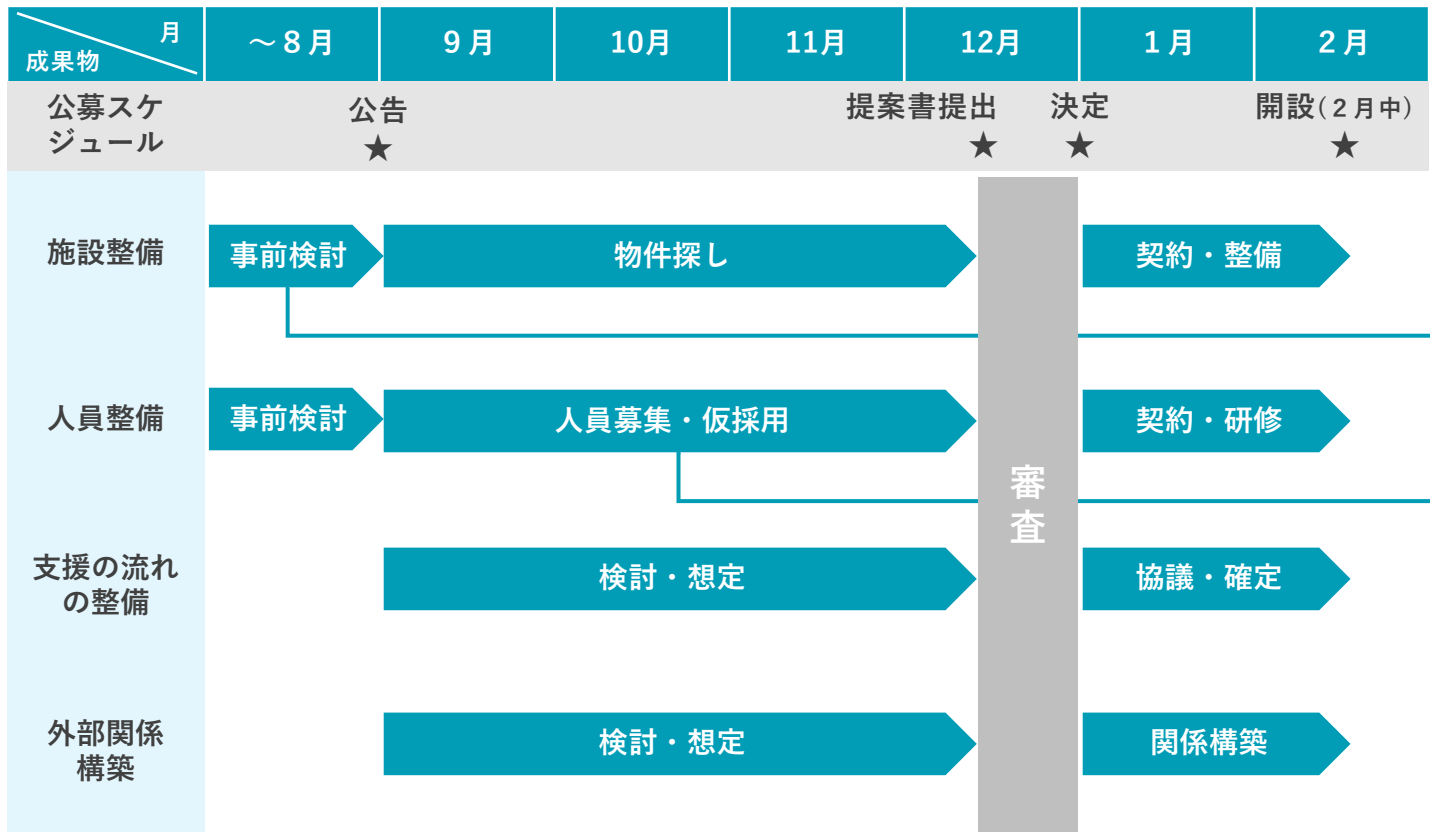 月
成果物
～8月
9月
10月
11月
12月
1月
2月
公募スケ
ジュール
公告
★
提案書提出
★
決定
★
開設(2月中)
★
施設整備
事前検討
物件探し
契約・整備
人員整備
事前検討
人員募集・仮採用
契約・研修
審
査
支援の流れ
の整備
検討・想定
協議・確定
外部関係
構築
検討・想定
関係構築